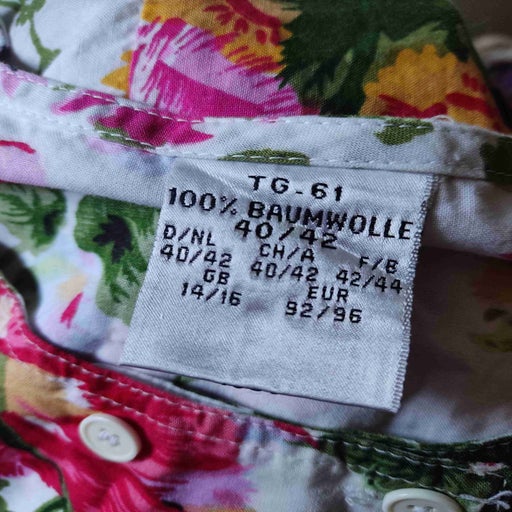 TG-61
100% BAUMWOLLE
40/42
D/NL CH/A F/B
40/42 40/42 42/44
GB EUR
14/16 92/96